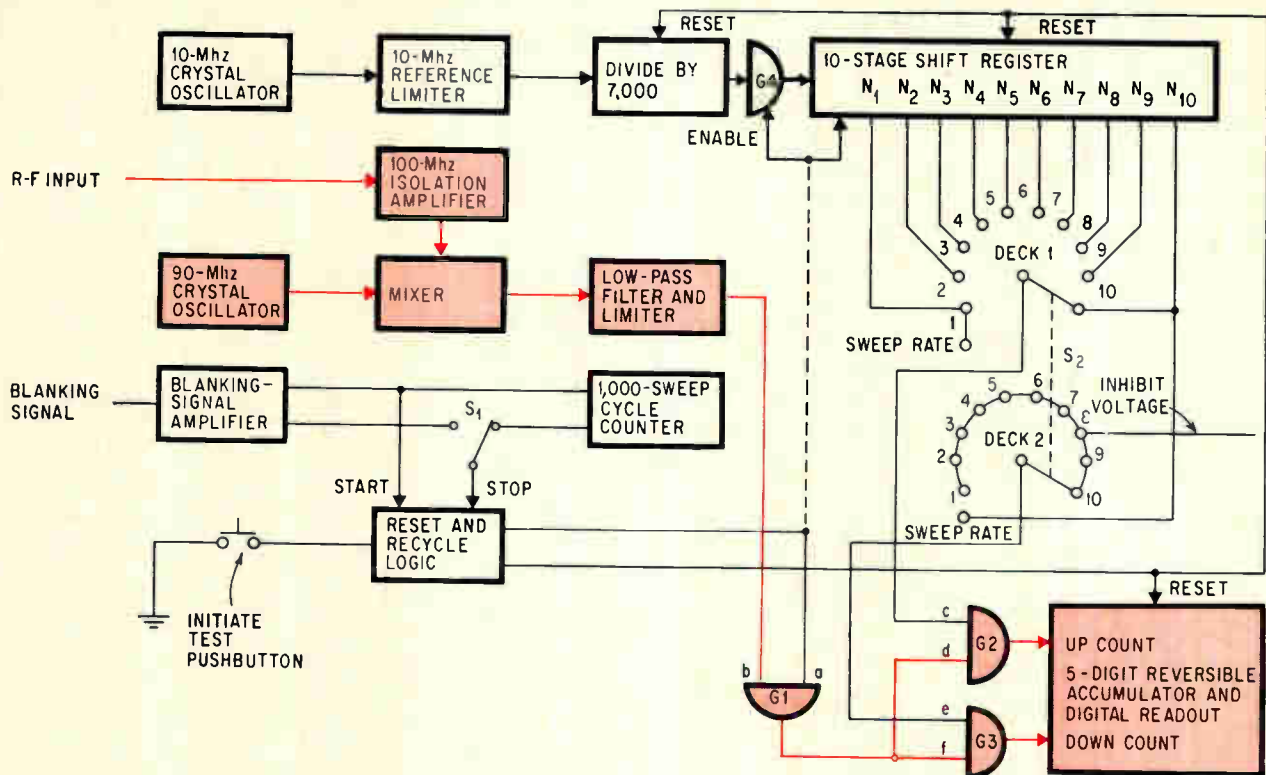 RESET
RESET
10-Mhz
CRYSTAL
OSCILLATOR
10-Mhz
REFERENCE
LIMITER
DIVIDE BY
7,000
G4
10-STAGE SHIFT REGISTER
N1 N2 N3 N4 N5 N6 N7 N8 N9 N10
ENABLE
R-F INPUT
100-Mhz
ISOLATION
AMPLIFIER
90-Mhz
CRYSTAL
OSCILLATOR
MIXER
LOW-PASS
FILTER AND
LIMITER
1
2
3
4
5
6
7
8
9
10
DECK 1
SWEEP RATE
S2
BLANKING
SIGNAL
BLANKING-
SIGNAL
AMPLIFIER
S1
1,000-SWEEP
CYCLE
COUNTER
START
STOP
RESET AND
RECYCLE
LOGIC
INITIATE
TEST
PUSHBUTTON
1
2
3
4
5
6
7
8
9
10
DECK 2
SWEEP RATE
INHIBIT
VOLTAGE
RESET
b
a
G1
c
d
G2
e
f
G3
UP COUNT
5-DIGIT REVERSIBLE
ACCUMULATOR AND
DIGITAL READOUT
DOWN COUNT